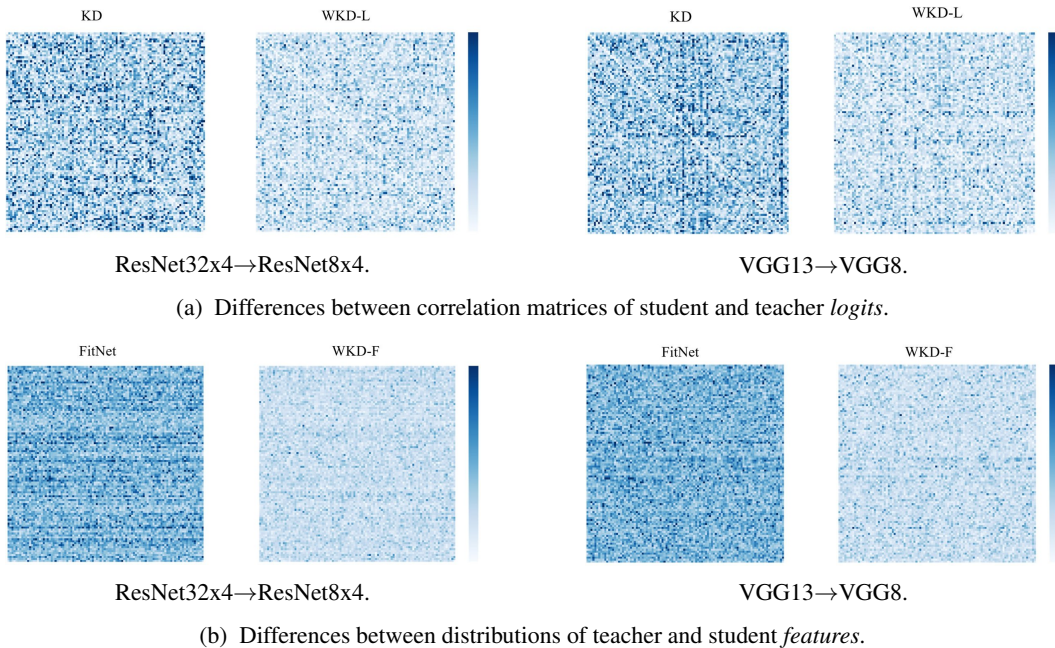 KD
WKD-L
KD
WKD-L
ResNet32x4→ResNet8x4.
VGG13→VGG8.
(a) Differences between correlation matrices of student and teacher logits.
FitNet
WKD-F
FitNet
WKD-F
ResNet32x4→ResNet8x4.
VGG13→VGG8.
(b) Differences between distributions of teacher and student features.